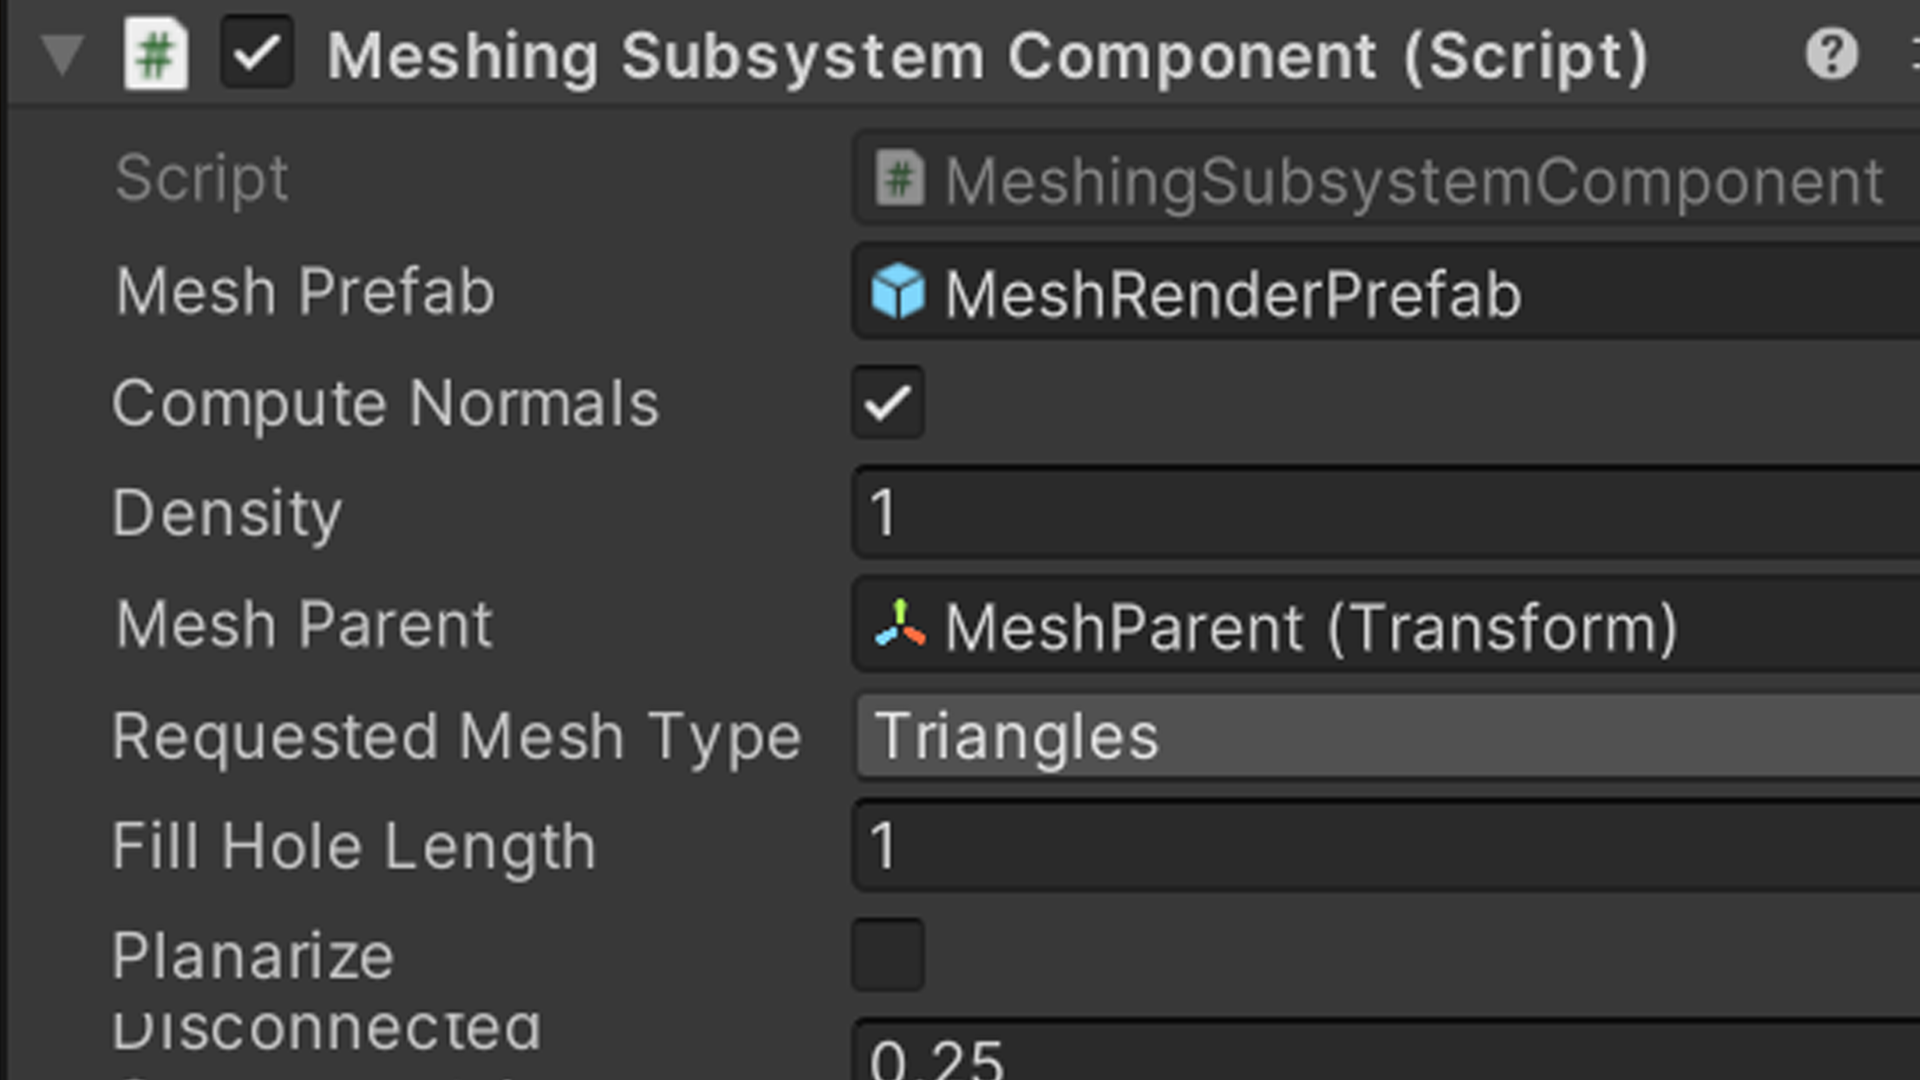 Meshing Subsystem Component (Script)
Script # MeshingSubsystemComponent
Mesh Prefab MeshRenderPrefab
Compute Normals
Density 1
Mesh Parent MeshParent (Transform)
Requested Mesh Type Triangles
Fill Hole Length 1
Planarize
Disconnected 0.25